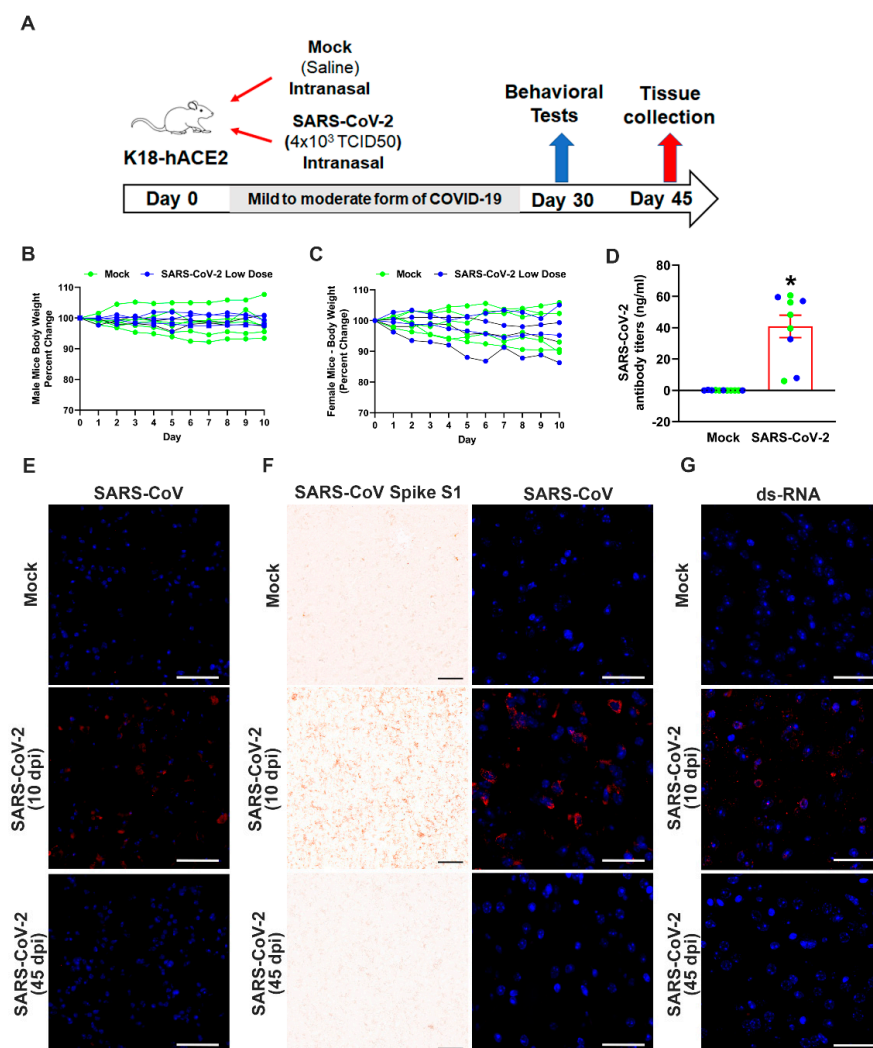 A
Mock
(Saline)
Intranasal
SARS-CoV-2
(4x10³ TCID50)
Intranasal
K18-hACE2
Behavioral
Tests
Tissue
collection
Day 0
Mild to moderate form of COVID-19
Day 30
Day 45
B
Mock
SARS-CoV-2 Low Dose
Male Mice Body Weight
Percent Change
110
100
90
80
70
0 1 2 3 4 5 6 7 8 9 10
Day
C
Mock
SARS-CoV-2 Low Dose
Female Mice - Body Weight
(Percent Change)
110
100
90
80
70
0 1 2 3 4 5 6 7 8 9 10
Day
D
SARS-CoV-2
antibody titers (ng/ml)
80
60
40
20
0
-20
*
Mock SARS-CoV-2
E
SARS-CoV
F
SARS-CoV Spike S1
SARS-CoV
G
ds-RNA
Mock
Mock
Mock
SARS-CoV-2
(10 dpi)
SARS-CoV-2
(10 dpi)
SARS-CoV-2
(10 dpi)
SARS-CoV-2
(45 dpi)
SARS-CoV-2
(45 dpi)
SARS-CoV-2
(45 dpi)